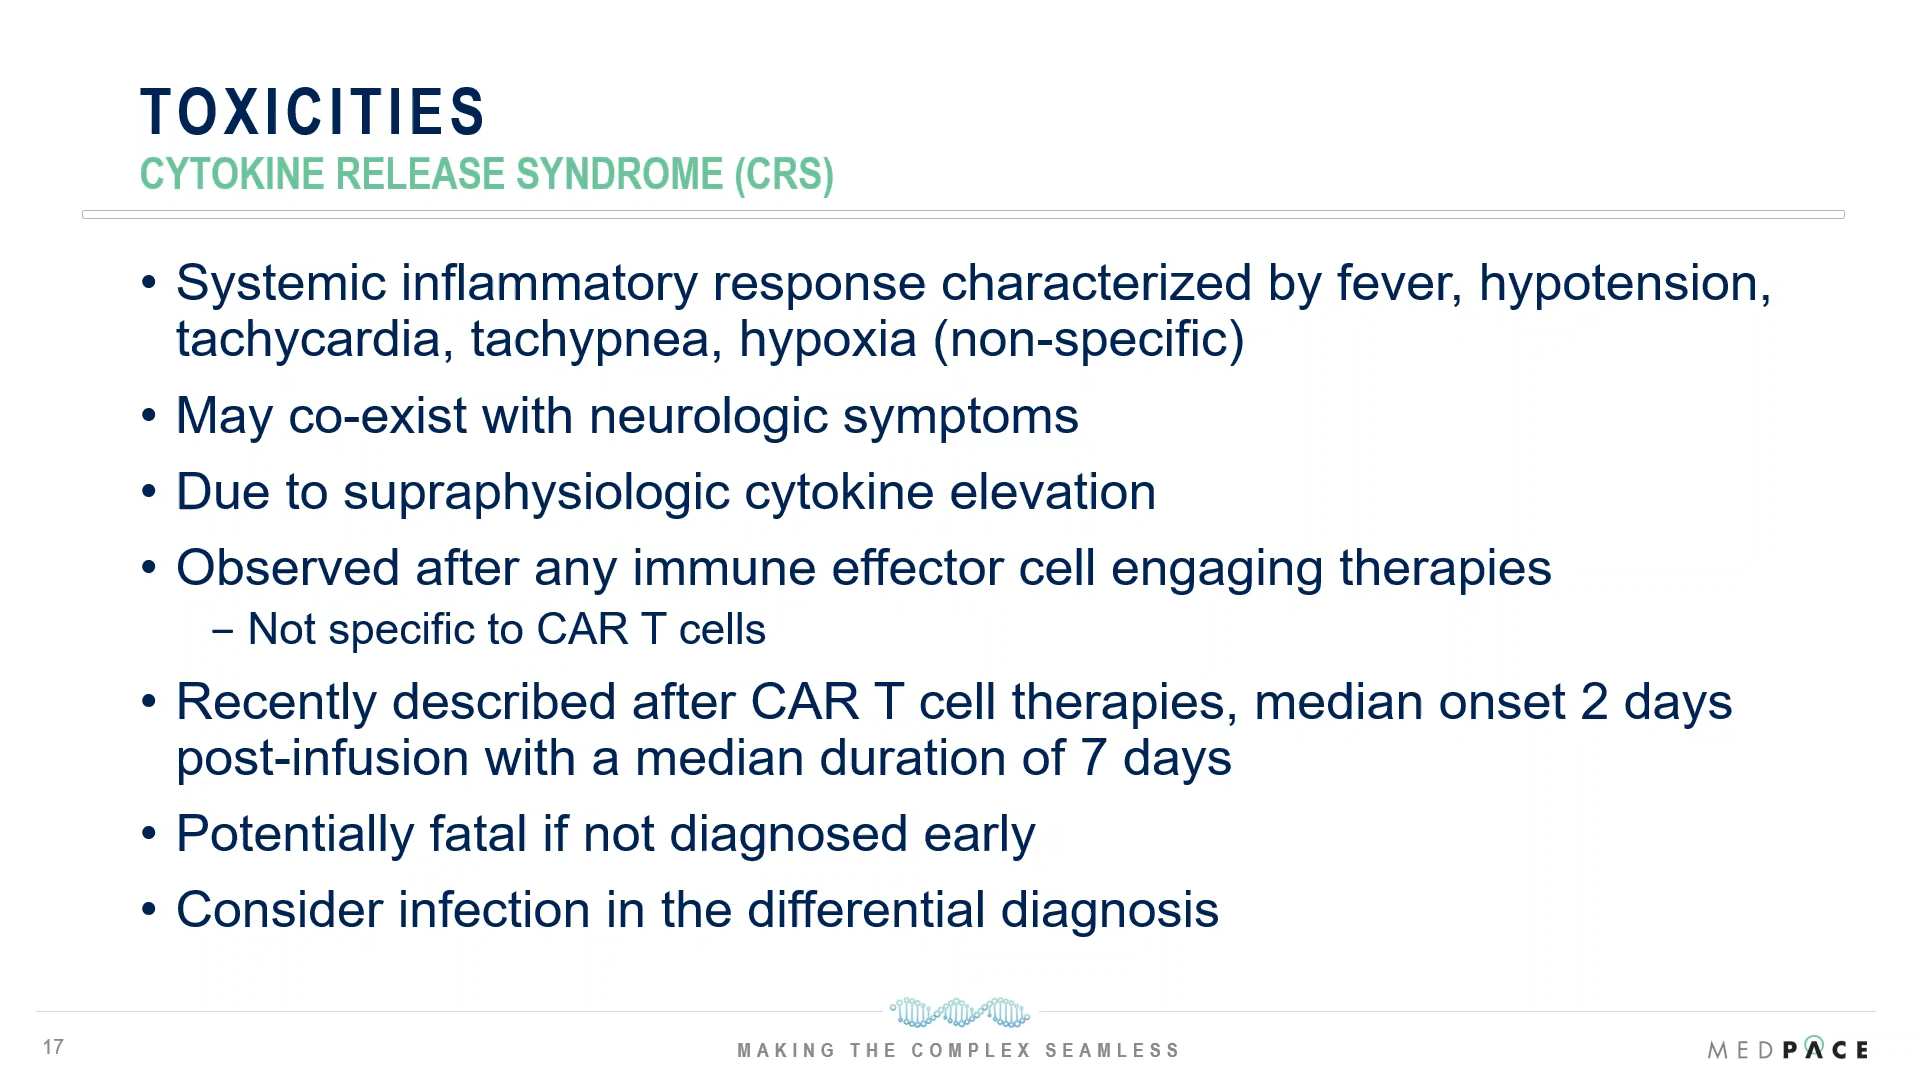 TOXICITIES
CYTOKINE RELEASE SYNDROME (CRS)
• Systemic inflammatory response characterized by fever, hypotension,
tachycardia, tachypnea, hypoxia (non-specific)
• May co-exist with neurologic symptoms
• Due to supraphysiologic cytokine elevation
• Observed after any immune effector cell engaging therapies
– Not specific to CAR T cells
• Recently described after CAR T cell therapies, median onset 2 days
post-infusion with a median duration of 7 days
• Potentially fatal if not diagnosed early
• Consider infection in the differential diagnosis
17
MAKING THE COMPLEX SEAMLESS
MEDPACE